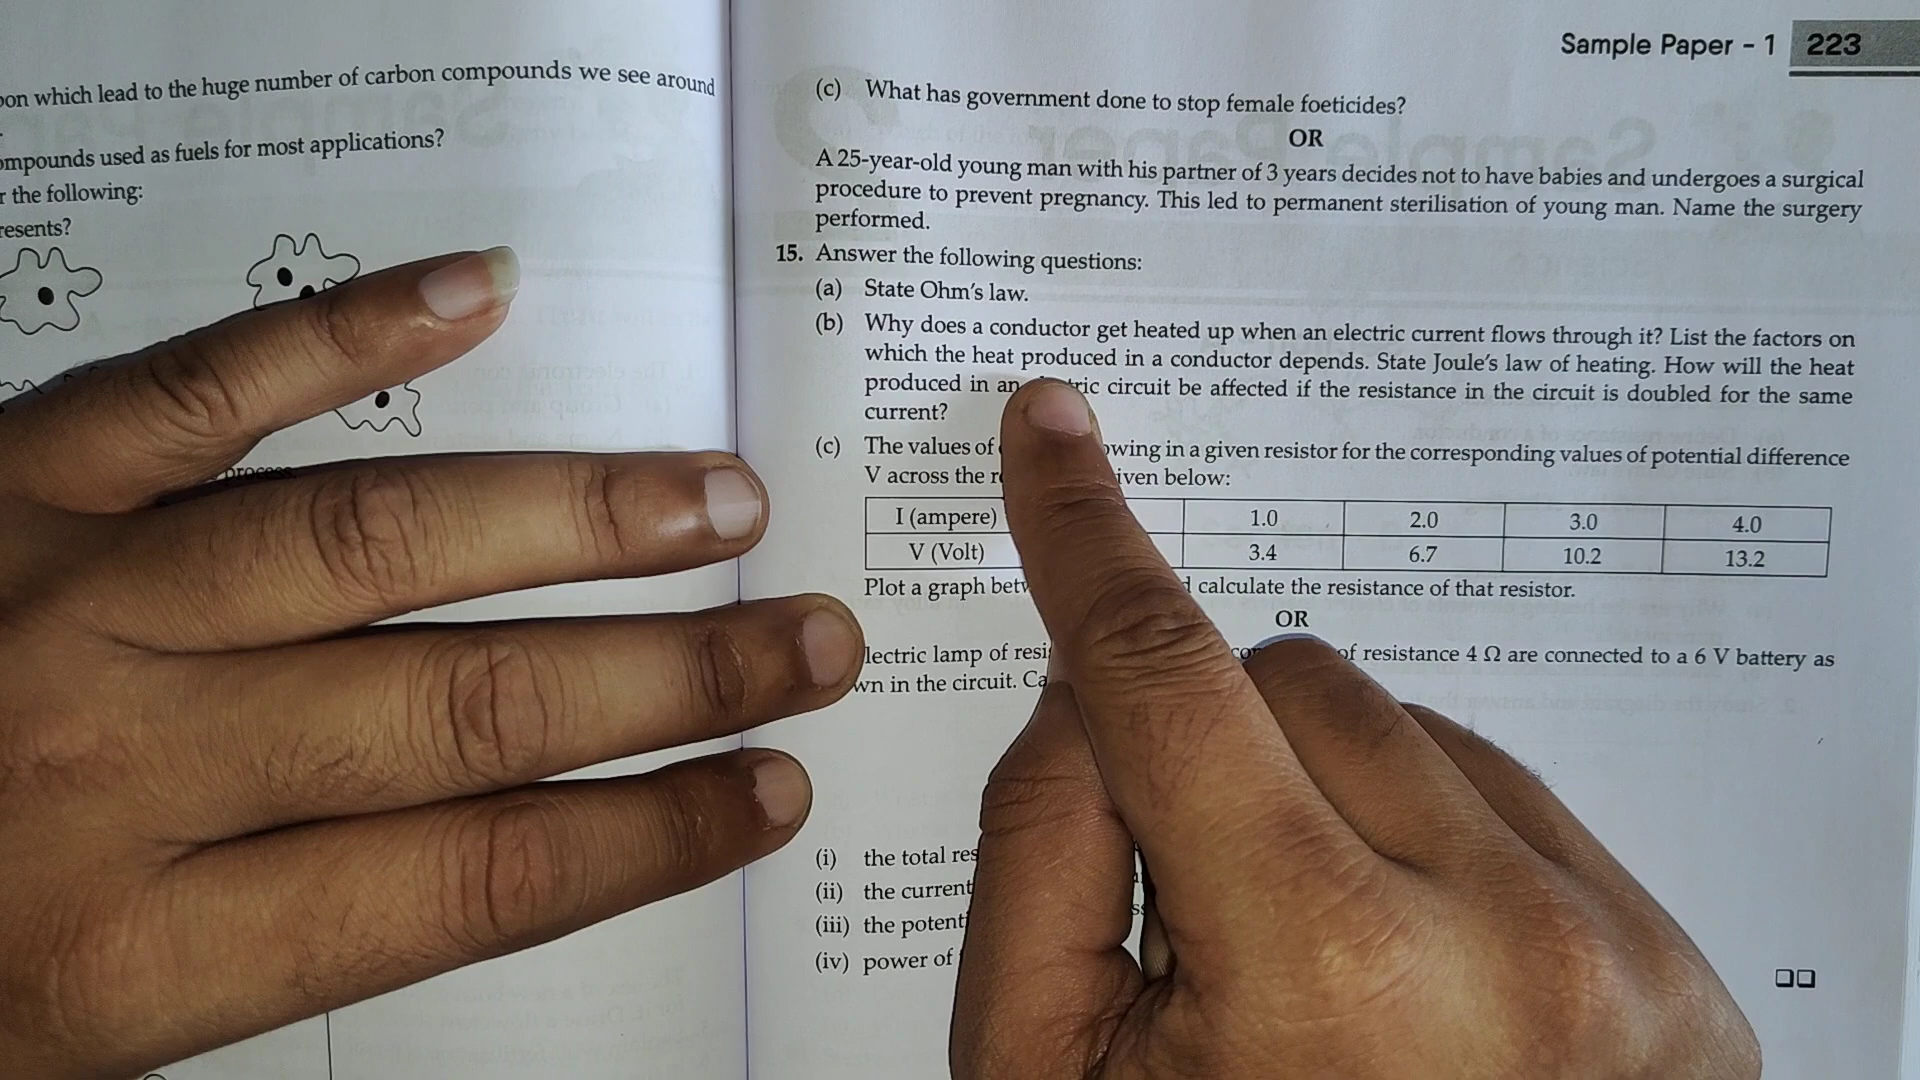 bon which lead to the huge number of carbon compounds we see around
ompounds used as fuels for most applications?
r the following:
resents?
process.
Sample Paper - 1 223
(c) What has government done to stop female foeticides?
OR
A 25-year-old young man with his partner of 3 years decides not to have babies and undergoes a surgical
procedure to prevent pregnancy. This led to permanent sterilisation of young man. Name the surgery
performed.
15. Answer the following questions:
(a) State Ohm's law.
(b) Why does a conductor get heated up when an electric current flows through it? List the factors on
which the heat produced in a conductor depends. State Joule's law of heating. How will the heat
produced in an tric circuit be affected if the resistance in the circuit is doubled for the same
current?
(c) The values of owing in a given resistor for the corresponding values of potential difference
V across the iven below:
I (ampere) 1.0 2.0 3.0 4.0
V (Volt) 3.4 6.7 10.2 13.2
Plot a graph calculate the resistance of that resistor.
OR
lectric lamp of of resistance 4 Ω are connected to a 6 V battery as
wn in the circuit.
(i) the total res
(ii) the current
(iii) the potenti
(iv) power of